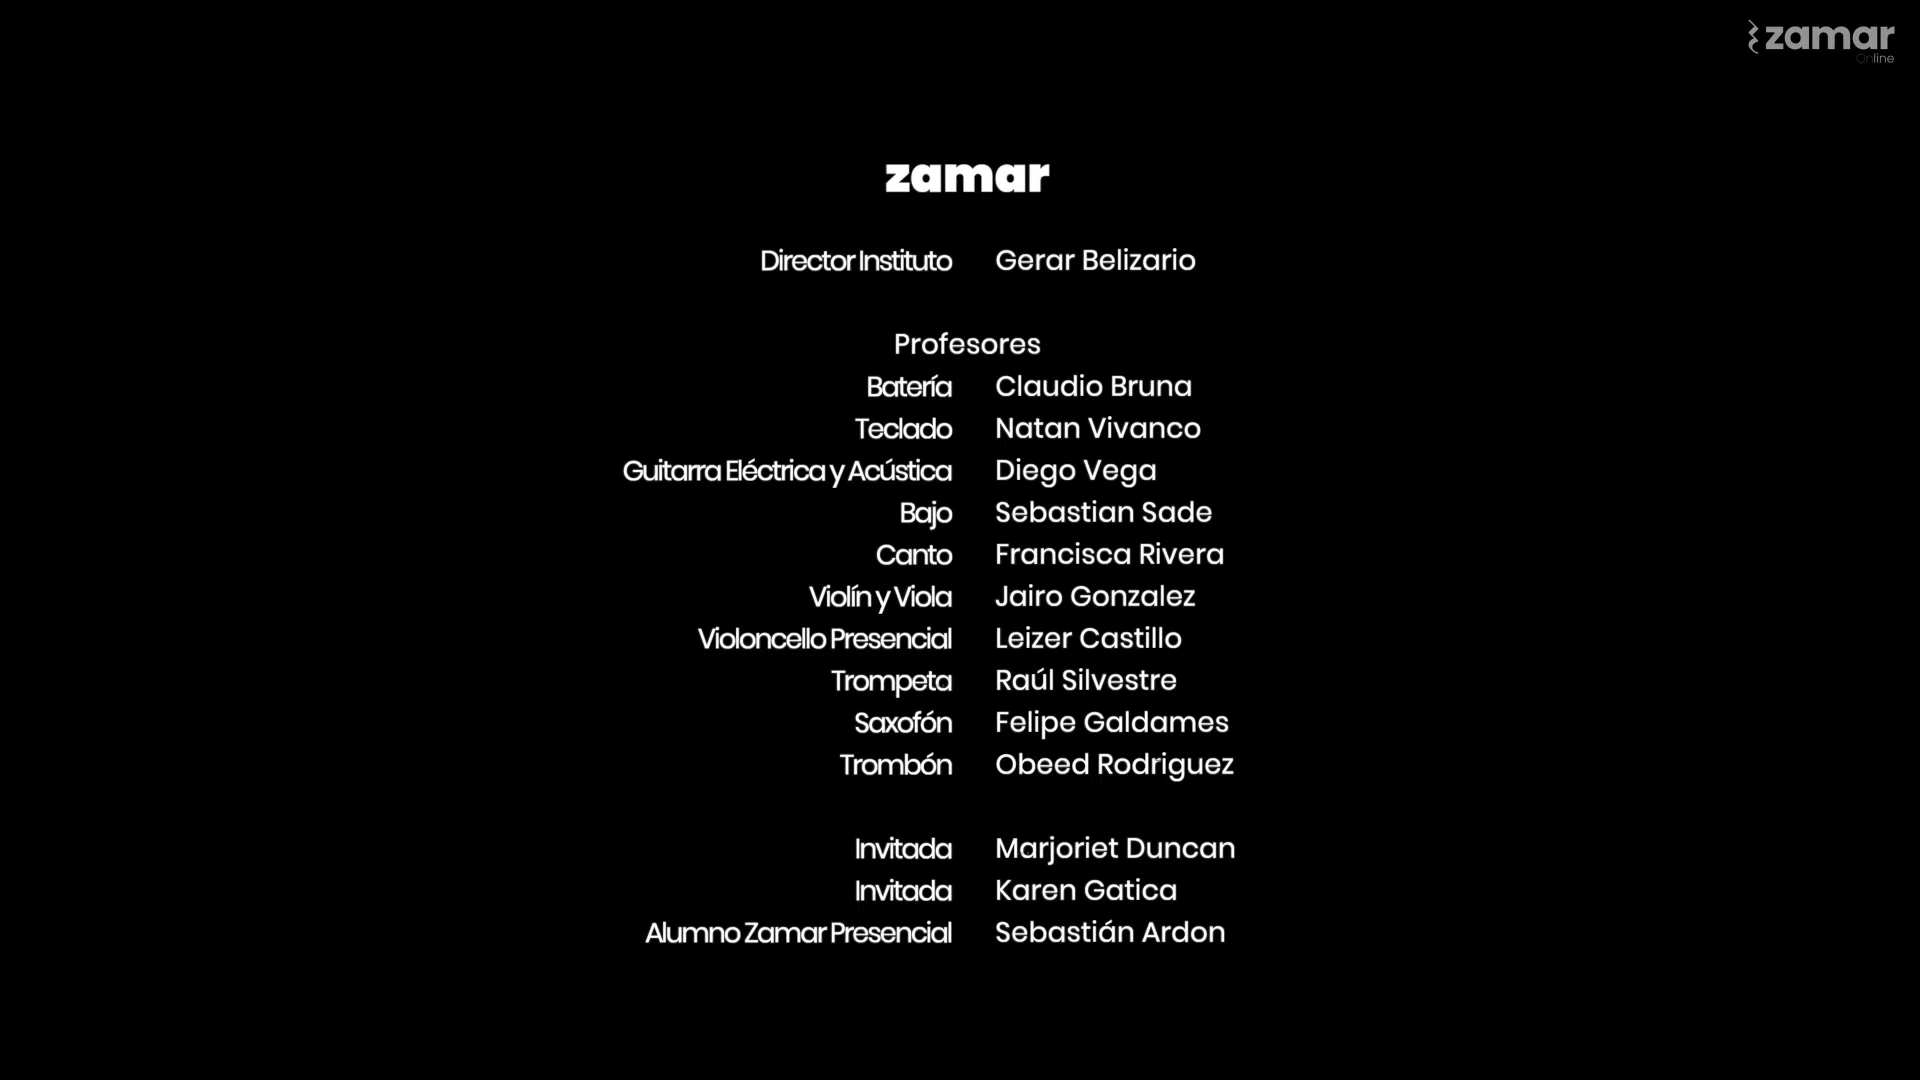 zamar
Online
zamar
Director Instituto Gerar Belizario
Profesores
Batería Claudio Bruna
Teclado Natan Vivanco
Guitarra Eléctrica y Acústica Diego Vega
Bajo Sebastian Sade
Canto Francisca Rivera
Violín y Viola Jairo Gonzalez
Violoncello Presencial Leizer Castillo
Trompeta Raúl Silvestre
Saxofón Felipe Galdames
Trombón Obeed Rodriguez
Invitada Marjoriet Duncan
Invitada Karen Gatica
Alumno Zamar Presencial Sebastián Ardon